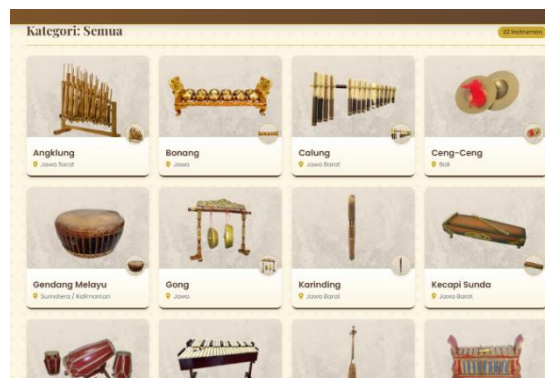 Kategori: Semua
22 Instrumen
Angklung
Jawa Barat
Bonang
Jawa
Calung
Jawa Barat
Ceng-Ceng
Bali
Gendang Melayu
Sumatera / Kalimantan
Gong
Jawa
Karinding
Jawa Barat
Kecapi Sunda
Jawa Barat